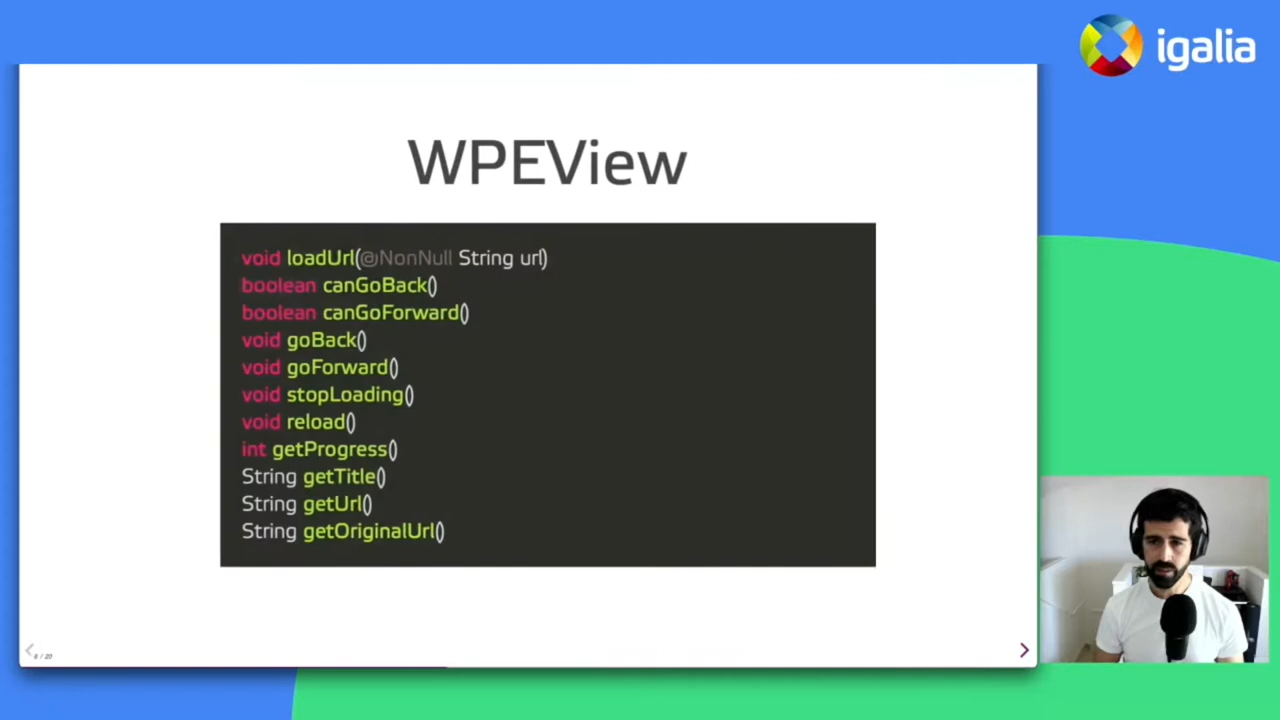 igalia
WPEView
void loadUrl(@NonNull String url)
boolean canGoBack()
boolean canGoForward()
void goBack()
void goForward()
void stopLoading()
void reload()
int getProgress()
String getTitle()
String getUrl()
String getOriginalUrl()